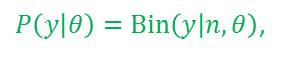 P(y|θ) = Bin(y|n, θ),